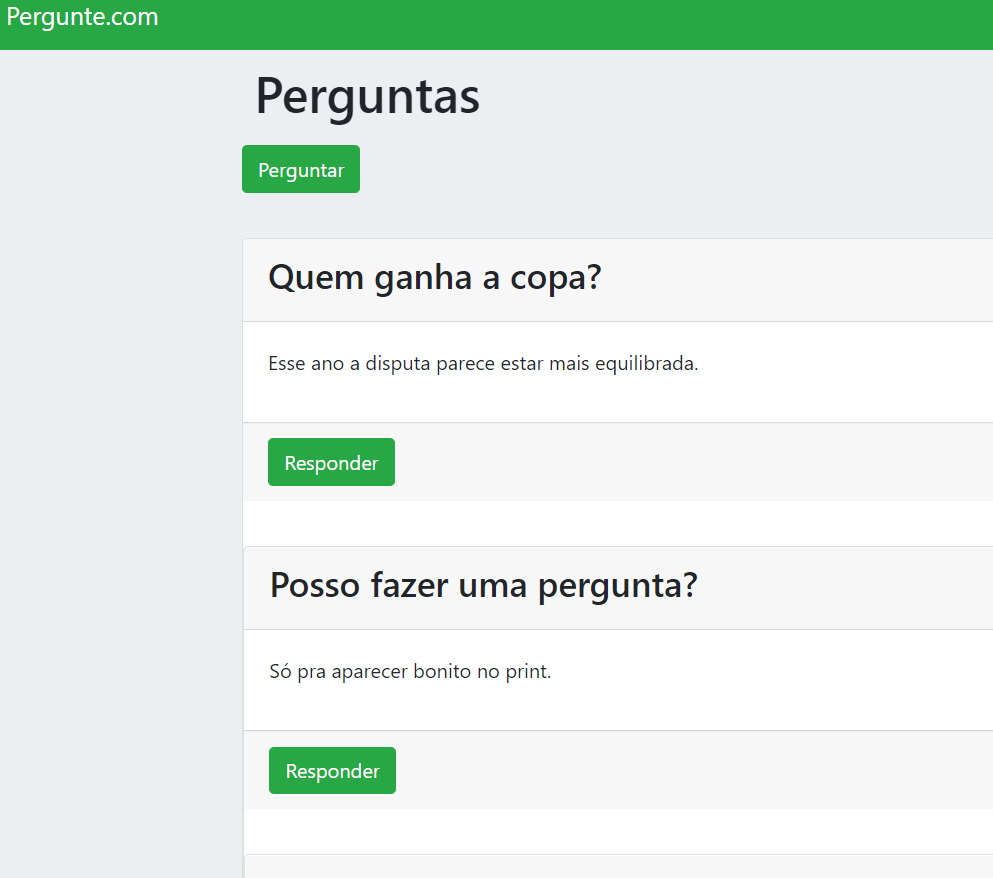 Pergunte.com
Perguntas
Perguntar
Quem ganha a copa?
Esse ano a disputa parece estar mais equilibrada.
Responder
Posso fazer uma pergunta?
Só pra aparecer bonito no print.
Responder